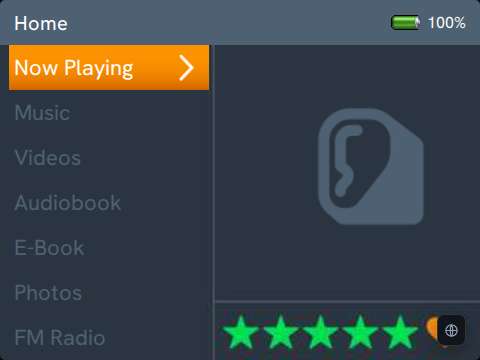 Home
100%
Now Playing
Music
Videos
Audiobook
E-Book
Photos
FM Radio